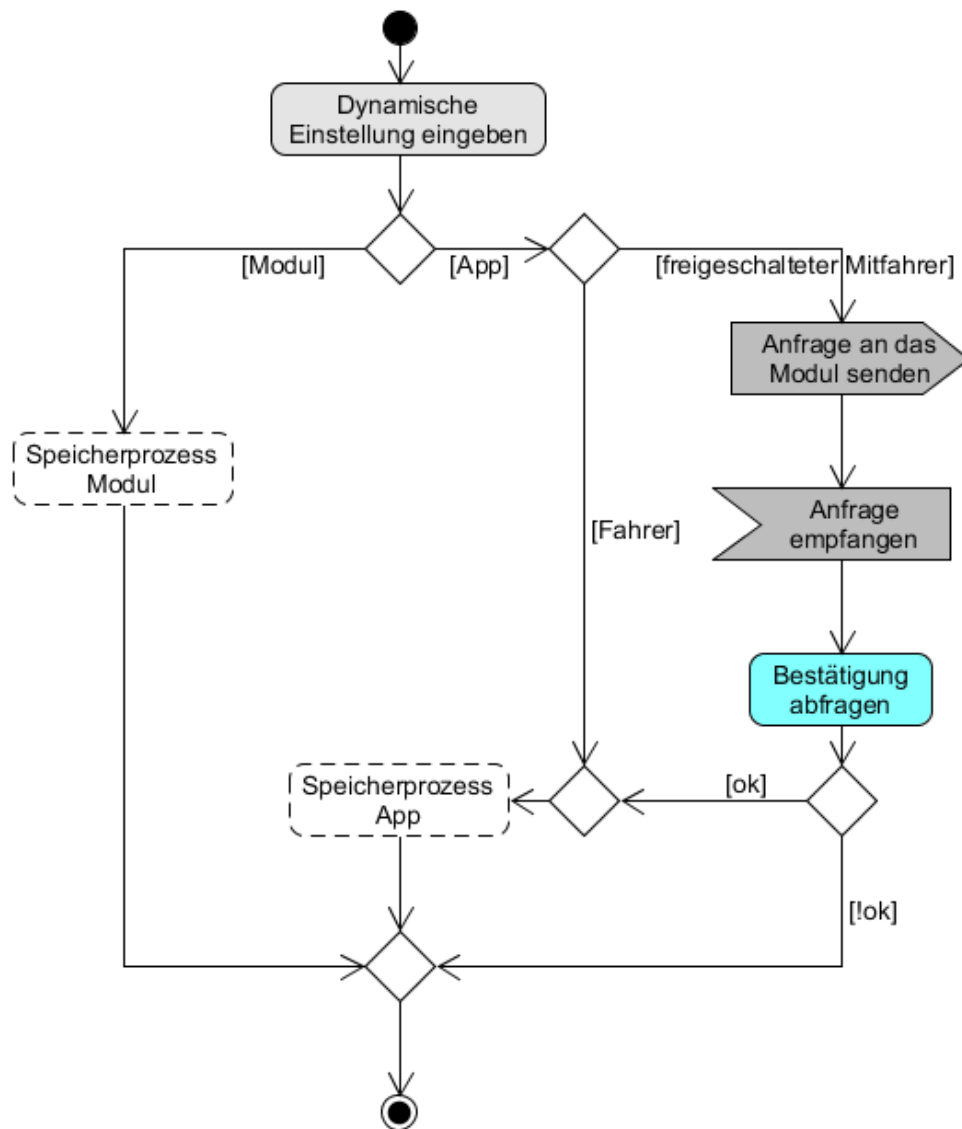 Dynamische
Einstellung eingeben
[Modul]
[App]
[freigeschalteter Mitfahrer]
Anfrage an das
Modul senden
Speicherprozess
Modul
Anfrage
empfangen
[Fahrer]
Bestätigung
abfragen
Speicherprozess
App
[ok]
[!ok]